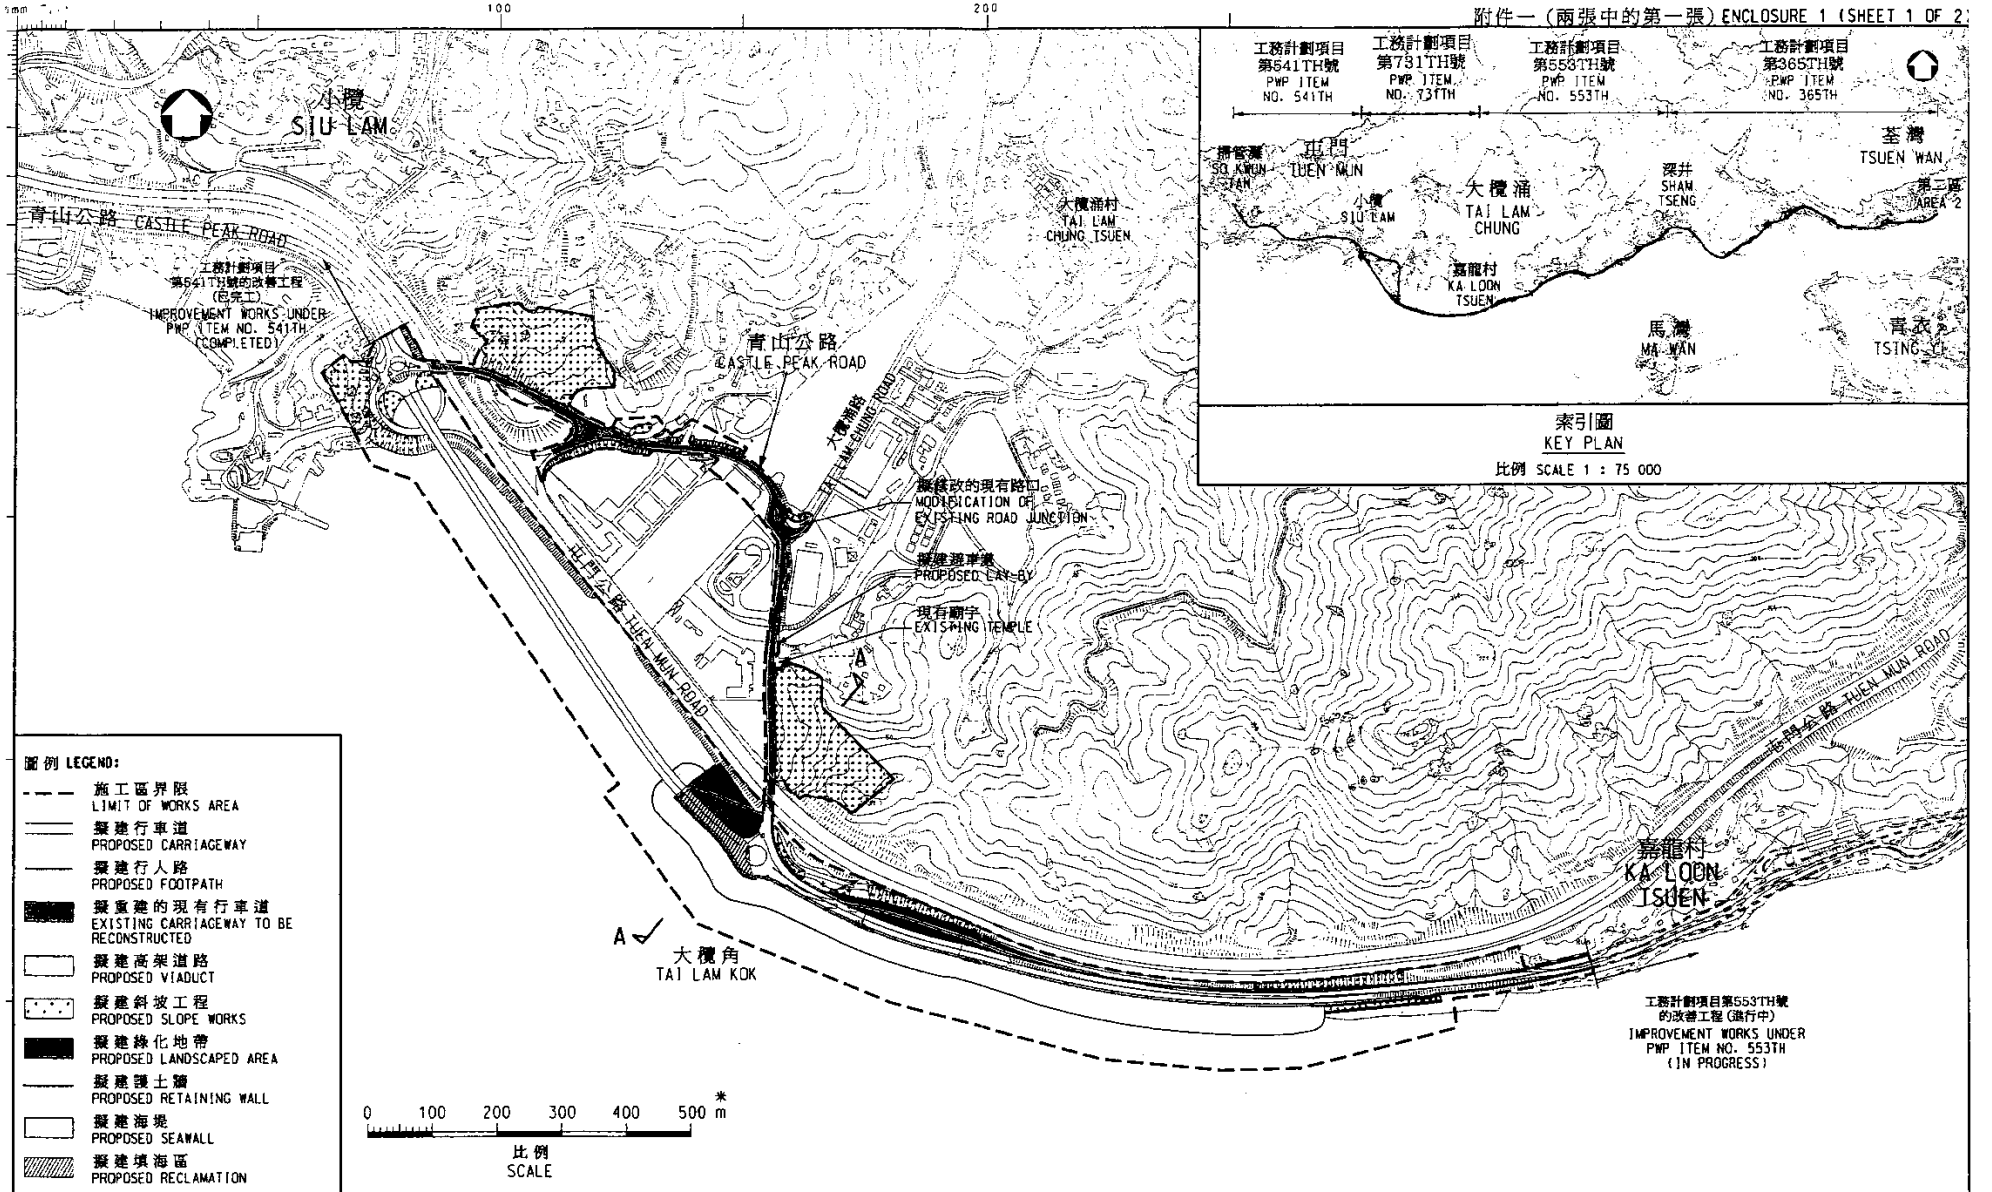 100
200
附件一 (兩張中的第一張) ENCLOSURE 1 (SHEET 1 OF 2)
小欖
SIU LAM
青山公路 CASTLE PEAK ROAD
工務計劃項目
第541TH號的改善工程
(已完工)
IMPROVEMENT WORKS UNDER
PWP ITEM NO. 541TH
(COMPLETED)
青山公路
CASTLE PEAK ROAD
大欖涌路
TAI LAM CHUNG ROAD
大欖涌村
TAI LAM
CHUNG TSUEN
擬修改的現有路口
MODIFICATION OF
EXISTING ROAD JUNCTION
擬建避車處
PROPOSED LAY-BY
現有廟宇
EXISTING TEMPLE
A
屯門公路 TUEN MUN ROAD
屯門公路 TUEN MUN ROAD
嘉龍村
KA LOON
TSUEN
A
大欖角
TAI LAM KOK
工務計劃項目第553TH號
的改善工程 (進行中)
IMPROVEMENT WORKS UNDER
PWP ITEM NO. 553TH
(IN PROGRESS)
工務計劃項目
第541TH號
PWP ITEM
NO. 541TH
工務計劃項目
第731TH號
PWP ITEM
NO. 731TH
工務計劃項目
第553TH號
PWP ITEM
NO. 553TH
工務計劃項目
第365TH號
PWP ITEM
NO. 365TH
掃管灘
SO KWUN
TAN
屯門
TUEN MUN
小欖
SIU LAM
大欖涌
TAI LAM
CHUNG
深井
SHAM
TSENG
荃灣
TSUEN WAN
第二區
AREA 2
嘉龍村
KA LOON
TSUEN
馬灣
MA WAN
青衣
TSING YI
索引圖
KEY PLAN
比例 SCALE 1 : 75 000
圖例 LEGEND:
施工區界限
LIMIT OF WORKS AREA
擬建行車道
PROPOSED CARRIAGEWAY
擬建行人路
PROPOSED FOOTPATH
擬重建的現有行車道
EXISTING CARRIAGEWAY TO BE
RECONSTRUCTED
擬建高架道路
PROPOSED VIADUCT
擬建斜坡工程
PROPOSED SLOPE WORKS
擬建綠化地帶
PROPOSED LANDSCAPED AREA
擬建護土牆
PROPOSED RETAINING WALL
擬建海堤
PROPOSED SEAWALL
擬建填海區
PROPOSED RECLAMATION
0 100 200 300 400 500 m
米
比例
SCALE